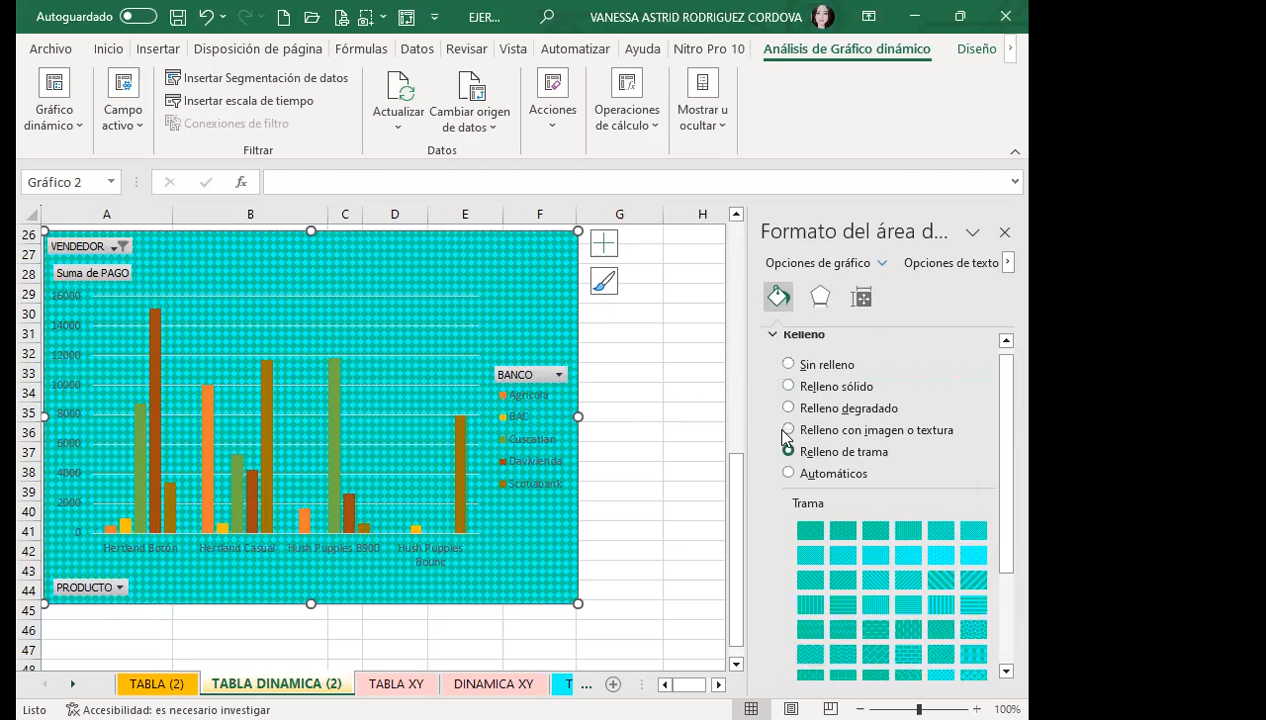 Autoguardado
EJER...
VANESSA ASTRID RODRIGUEZ CORDOVA
Archivo Inicio Insertar Disposición de página Fórmulas Datos Revisar Vista Automatizar Ayuda Nitro Pro 10 Análisis de Gráfico dinámico Diseño
Gráfico dinámico
Campo activo
Insertar Segmentación de datos
Insertar escala de tiempo
Conexiones de filtro
Filtrar
Actualizar
Cambiar origen de datos
Datos
Acciones
Operaciones de cálculo
Mostrar u ocultar
Gráfico 2
fx
A B C D E F G H
26
27
28
29
30
31
32
33
34
35
36
37
38
39
40
41
42
43
44
45
46
47
48
VENDEDOR
Suma de PAGO
16000
14000
12000
10000
8000
6000
4000
2000
0
Hertland Botón Hertland Casual Hush Puppies B900 Hush Puppies Bounc
BANCO
Agrícola
BAC
Cuscatlán
Davivienda
Scotiabank
PRODUCTO
Formato del área d...
Opciones de gráfico Opciones de texto
Relleno
Sin relleno
Relleno sólido
Relleno degradado
Relleno con imagen o textura
Relleno de trama
Automáticos
Trama
TABLA (2) TABLA DINAMICA (2) TABLA XY DINAMICA XY T ...
Listo Accesibilidad: es necesario investigar 100%